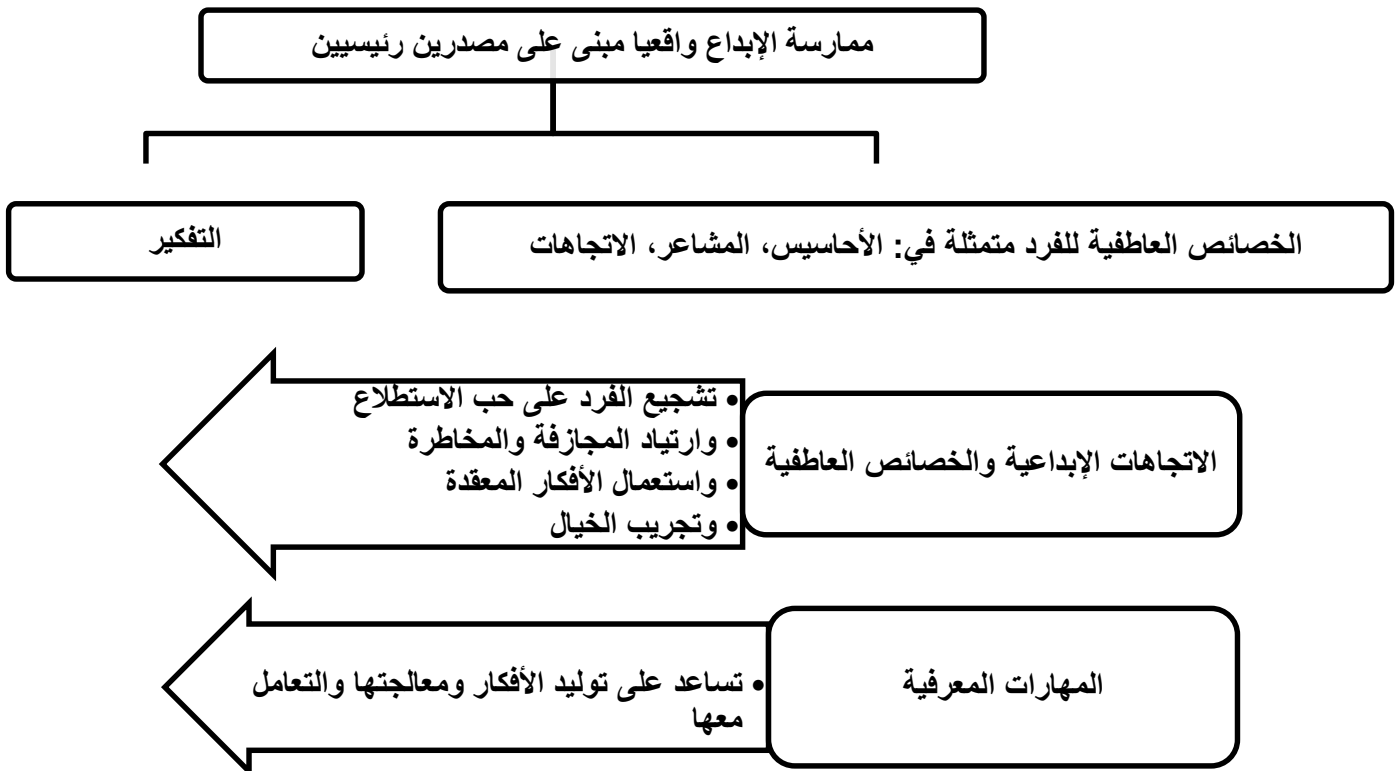 ممارسة الإبداع واقعيا مبنى على مصدرين رئيسيين
الخصائص العاطفية للفرد متمثلة في: الأحاسيس، المشاعر، الاتجاهات
التفكير
الاتجاهات الإبداعية والخصائص العاطفية
• تشجيع الفرد على حب الاستطلاع
• وارتياد المجازفة والمخاطرة
• واستعمال الأفكار المعقدة
• وتجريب الخيال
المهارات المعرفية
• تساعد على توليد الأفكار ومعالجتها والتعامل
معها